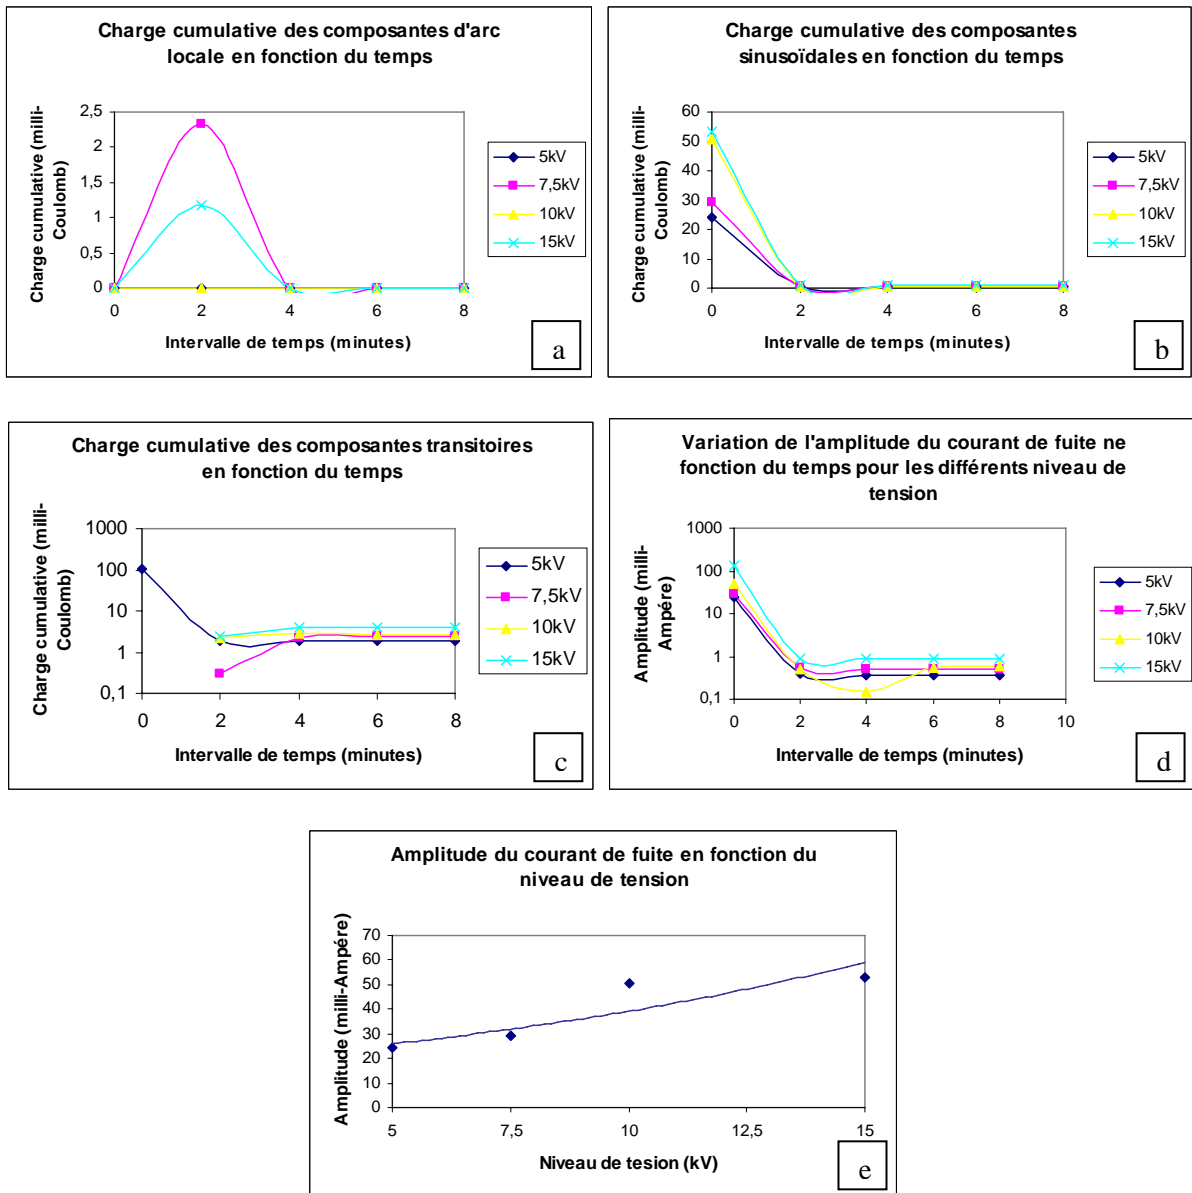 Charge cumulative des composantes d'arc
locale en fonction du temps
Charge cumulative (milli-
Coulomb)
2,5
2
1,5
1
0,5
0
0 2 4 6 8
Intervalle de temps (minutes)
5kV
7,5kV
10kV
15kV
a
Charge cumulative des composantes
sinusoïdales en fonction du temps
Charge cumulative (milli-
Coulomb)
60
50
40
30
20
10
0
0 2 4 6 8
Intervalle de temps (minutes)
5kV
7,5kV
10kV
15kV
b
Charge cumulative des composantes transitoires
en fonction du temps
Charge cumulative (milli-
Coulomb)
1000
100
10
1
0,1
0 2 4 6 8
Intervalle de temps (minutes)
5kV
7,5kV
10kV
15kV
c
Variation de l'amplitude du courant de fuite ne
fonction du temps pour les différents niveau de
tension
Amplitude (milli-
Ampére)
1000
100
10
1
0,1
0 2 4 6 8 10
Intervalle de temps (minutes)
5kV
7,5kV
10kV
15kV
d
Amplitude du courant de fuite en fonction du
niveau de tension
Amplitude (milli-Ampére)
70
60
50
40
30
20
10
0
5 7,5 10 12,5 15
Niveau de tesion (kV)
e